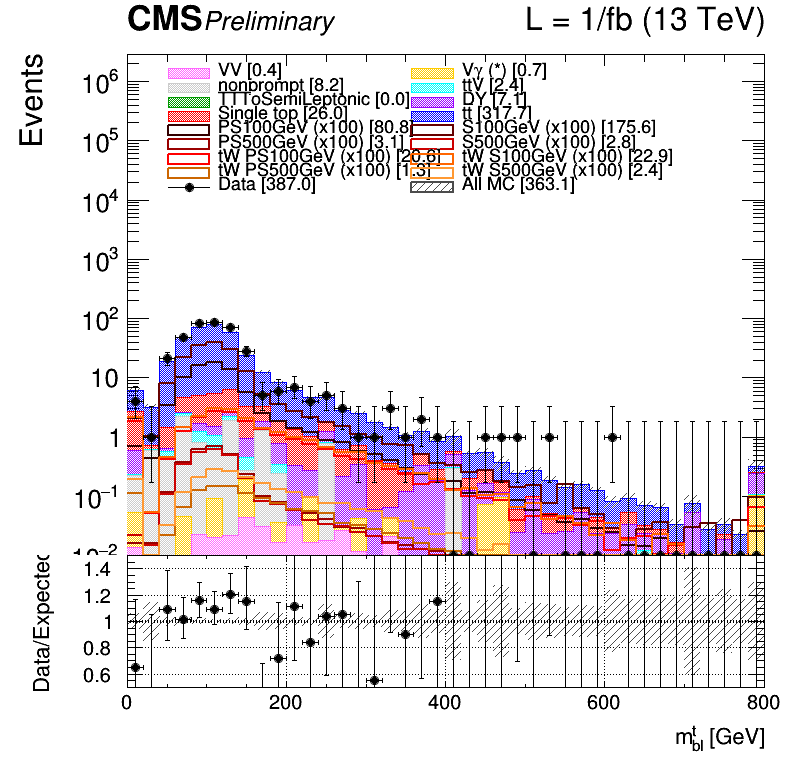 CMS Preliminary L = 1/fb (13 TeV)
Events
VV [0.4] Vγ (*) [0.7]
nonprompt [8.2] ttV [2.4]
TTToSemiLeptonic [0.0] DY [7.1]
Single top [26.0] tt [317.7]
PS100GeV (x100) [80.8] S100GeV (x100) [175.6]
PS500GeV (x100) [3.1] S500GeV (x100) [2.8]
tW PS100GeV (x100) [20.6] tW S100GeV (x100) [22.9]
tW PS500GeV (x100) [1.3] tW S500GeV (x100) [2.4]
Data [387.0] All MC [363.1]
10⁶
10⁵
10⁴
10³
10²
10
1
10⁻¹
10⁻²
Data/Expected
1.4
1.2
1
0.8
0.6
0 200 400 600 800
mᵗbl [GeV]